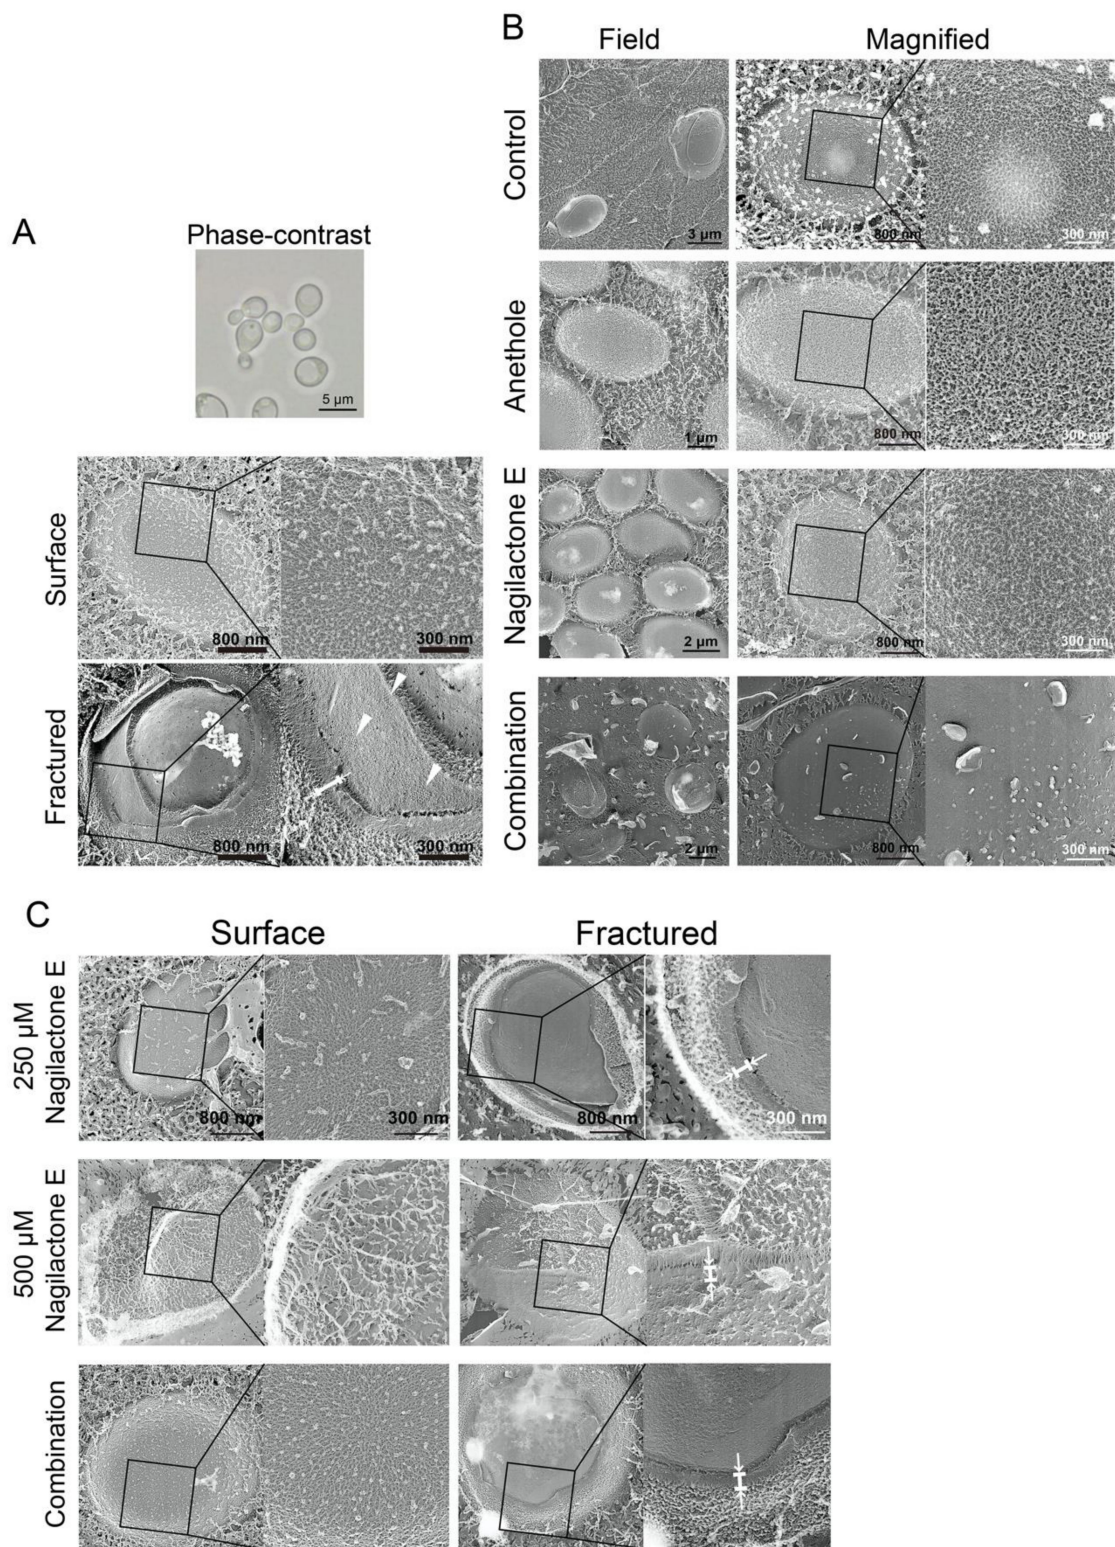 A
Phase-contrast
5 µm
Surface
800 nm
300 nm
Fractured
800 nm
300 nm
B
Field
Magnified
Control
3 µm
800 nm
300 nm
Anethole
1 µm
800 nm
300 nm
Nagilactone E
2 µm
800 nm
300 nm
Combination
2 µm
800 nm
300 nm
C
Surface
Fractured
250 µM
Nagilactone E
800 nm
300 nm
800 nm
300 nm
500 µM
Nagilactone E
Combination